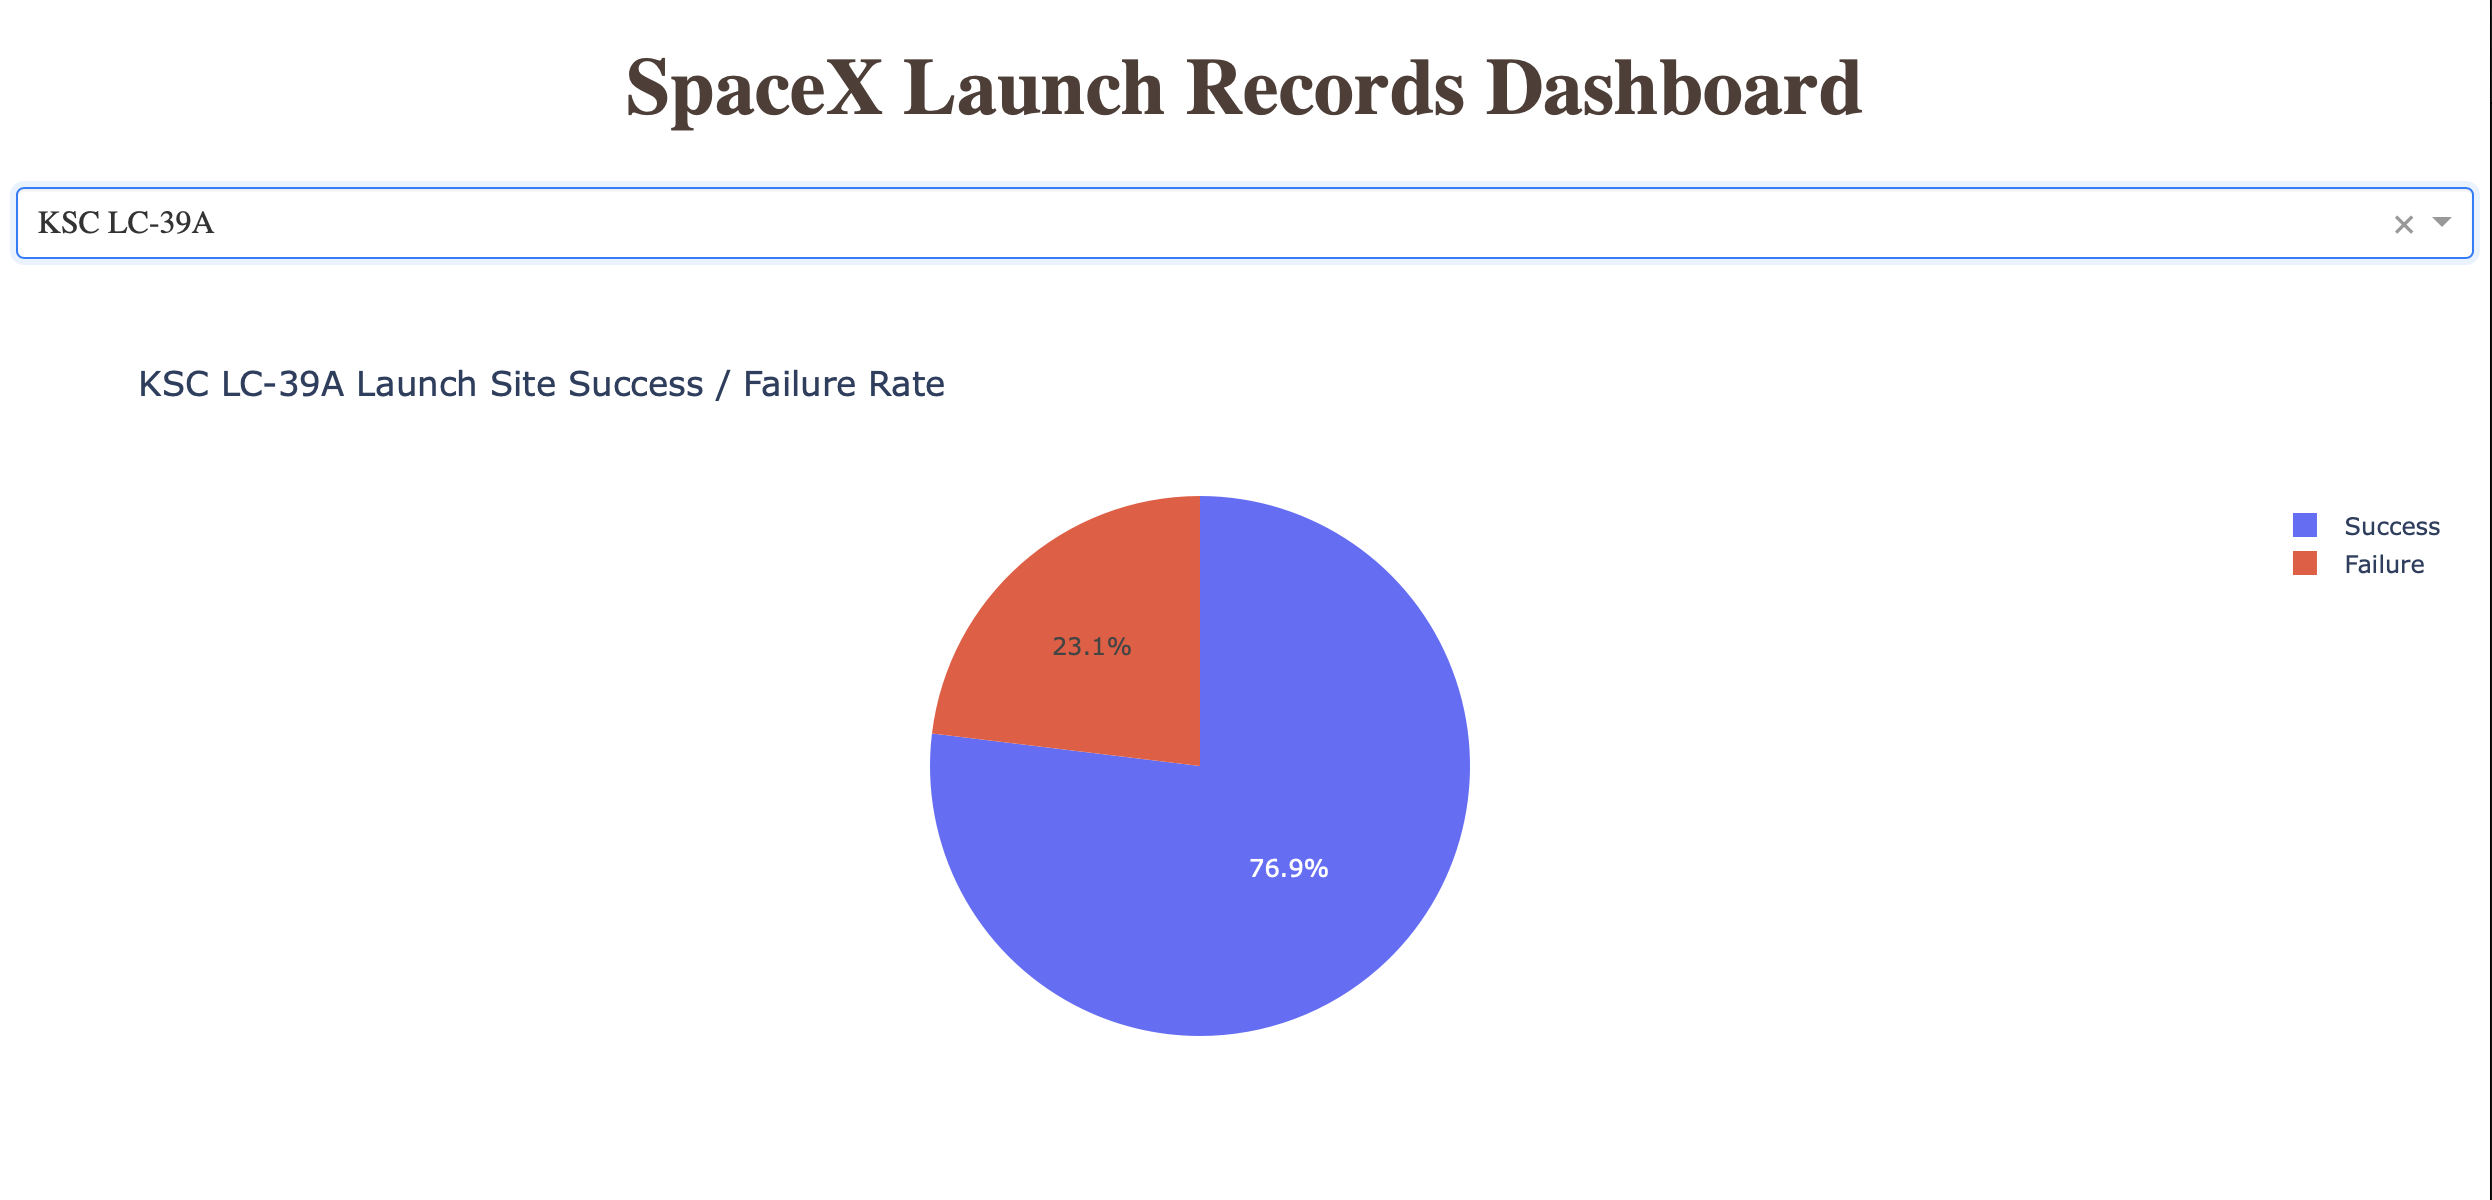 SpaceX Launch Records Dashboard
KSC LC-39A
KSC LC-39A Launch Site Success / Failure Rate
Success
Failure
23.1%
76.9%